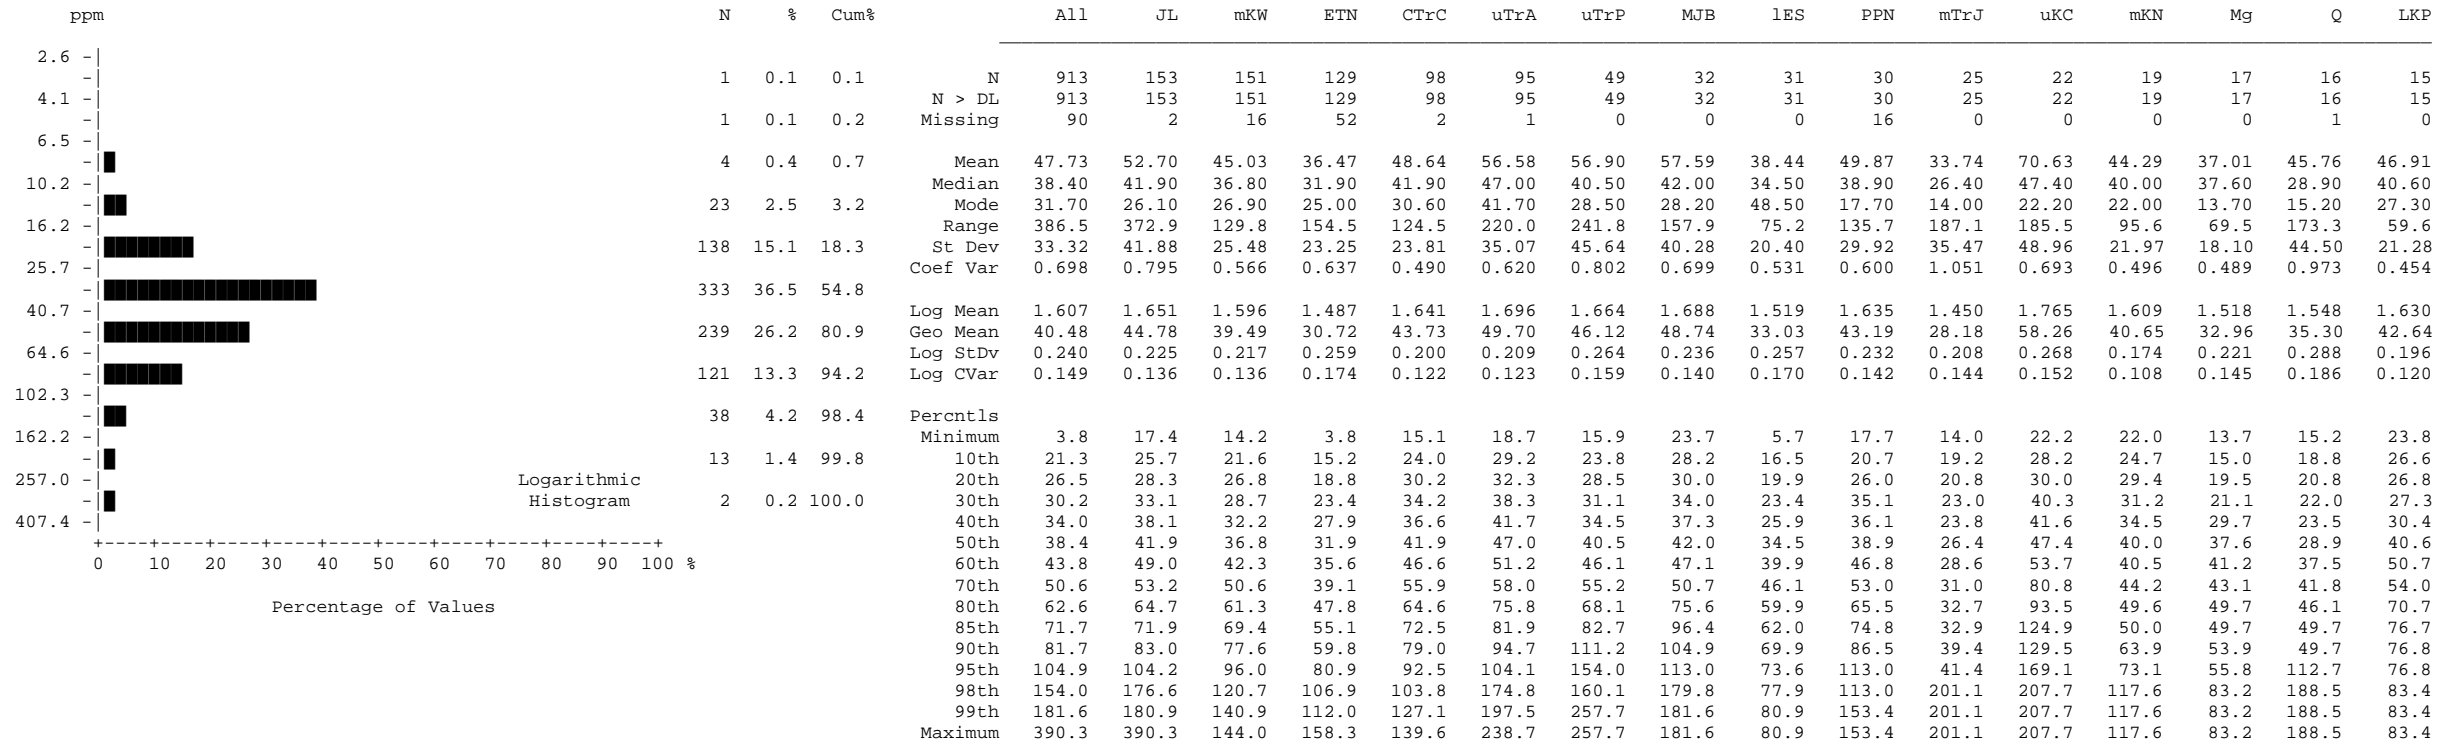 ppm N % Cum% All JL mKW ETN CTrC uTrA uTrP MJB lES PPN mTrJ uKC mKN Mg Q LKP
2.6 -|
-| 1 0.1 0.1 N 913 153 151 129 98 95 49 32 31 30 25 22 19 17 16 15
4.1 -| N > DL 913 153 151 129 98 95 49 32 31 30 25 22 19 17 16 15
-| 1 0.1 0.2 Missing 90 2 16 52 2 1 0 0 0 16 0 0 0 0 1 0
6.5 -|
-| 4 0.4 0.7 Mean 47.73 52.70 45.03 36.47 48.64 56.58 56.90 57.59 38.44 49.87 33.74 70.63 44.29 37.01 45.76 46.91
10.2 -| Median 38.40 41.90 36.80 31.90 41.90 47.00 40.50 42.00 34.50 38.90 26.40 47.40 40.00 37.60 28.90 40.60
-| 23 2.5 3.2 Mode 31.70 26.10 26.90 25.00 30.60 41.70 28.50 28.20 48.50 17.70 14.00 22.20 22.00 13.70 15.20 27.30
16.2 -| Range 386.5 372.9 129.8 154.5 124.5 220.0 241.8 157.9 75.2 135.7 187.1 185.5 95.6 69.5 173.3 59.6
-| 138 15.1 18.3 St Dev 33.32 41.88 25.48 23.25 23.81 35.07 45.64 40.28 20.40 29.92 35.47 48.96 21.97 18.10 44.50 21.28
25.7 -| Coef Var 0.698 0.795 0.566 0.637 0.490 0.620 0.802 0.699 0.531 0.600 1.051 0.693 0.496 0.489 0.973 0.454
-| 333 36.5 54.8
40.7 -| Log Mean 1.607 1.651 1.596 1.487 1.641 1.696 1.664 1.688 1.519 1.635 1.450 1.765 1.609 1.518 1.548 1.630
-| 239 26.2 80.9 Geo Mean 40.48 44.78 39.49 30.72 43.73 49.70 46.12 48.74 33.03 43.19 28.18 58.26 40.65 32.96 35.30 42.64
64.6 -| Log StDv 0.240 0.225 0.217 0.259 0.200 0.209 0.264 0.236 0.257 0.232 0.208 0.268 0.174 0.221 0.288 0.196
-| 121 13.3 94.2 Log CVar 0.149 0.136 0.136 0.174 0.122 0.123 0.159 0.140 0.170 0.142 0.144 0.152 0.108 0.145 0.186 0.120
102.3 -|
-| 38 4.2 98.4 Percntls
162.2 -| Minimum 3.8 17.4 14.2 3.8 15.1 18.7 15.9 23.7 5.7 17.7 14.0 22.2 22.0 13.7 15.2 23.8
-| 13 1.4 99.8 10th 21.3 25.7 21.6 15.2 24.0 29.2 23.8 28.2 16.5 20.7 19.2 28.2 24.7 15.0 18.8 26.6
257.0 -| Logarithmic 20th 26.5 28.3 26.8 18.8 30.2 32.3 28.5 30.0 19.9 26.0 20.8 30.0 29.4 19.5 20.8 26.8
-| Histogram 2 0.2 100.0 30th 30.2 33.1 28.7 23.4 34.2 38.3 31.1 34.0 23.4 35.1 23.0 40.3 31.2 21.1 22.0 27.3
407.4 -| 40th 34.0 38.1 32.2 27.9 36.6 41.7 34.5 37.3 25.9 36.1 23.8 41.6 34.5 29.7 23.5 30.4
+----+----+----+----+----+----+----+----+----+----+ 50th 38.4 41.9 36.8 31.9 41.9 47.0 40.5 42.0 34.5 38.9 26.4 47.4 40.0 37.6 28.9 40.6
0 10 20 30 40 50 60 70 80 90 100 % 60th 43.8 49.0 42.3 35.6 46.6 51.2 46.1 47.1 39.9 46.8 28.6 53.7 40.5 41.2 37.5 50.7
70th 50.6 53.2 50.6 39.1 55.9 58.0 55.2 50.7 46.1 53.0 31.0 80.8 44.2 43.1 41.8 54.0
Percentage of Values 80th 62.6 64.7 61.3 47.8 64.6 75.8 68.1 75.6 59.9 65.5 32.7 93.5 49.6 49.7 46.1 70.7
85th 71.7 71.9 69.4 55.1 72.5 81.9 82.7 96.4 62.0 74.8 32.9 124.9 50.0 49.7 49.7 76.7
90th 81.7 83.0 77.6 59.8 79.0 94.7 111.2 104.9 69.9 86.5 39.4 129.5 63.9 53.9 49.7 76.8
95th 104.9 104.2 96.0 80.9 92.5 104.1 154.0 113.0 73.6 113.0 41.4 169.1 73.1 55.8 112.7 76.8
98th 154.0 176.6 120.7 106.9 103.8 174.8 160.1 179.8 77.9 113.0 201.1 207.7 117.6 83.2 188.5 83.4
99th 181.6 180.9 140.9 112.0 127.1 197.5 257.7 181.6 80.9 153.4 201.1 207.7 117.6 83.2 188.5 83.4
Maximum 390.3 390.3 144.0 158.3 139.6 238.7 257.7 181.6 80.9 153.4 201.1 207.7 117.6 83.2 188.5 83.4